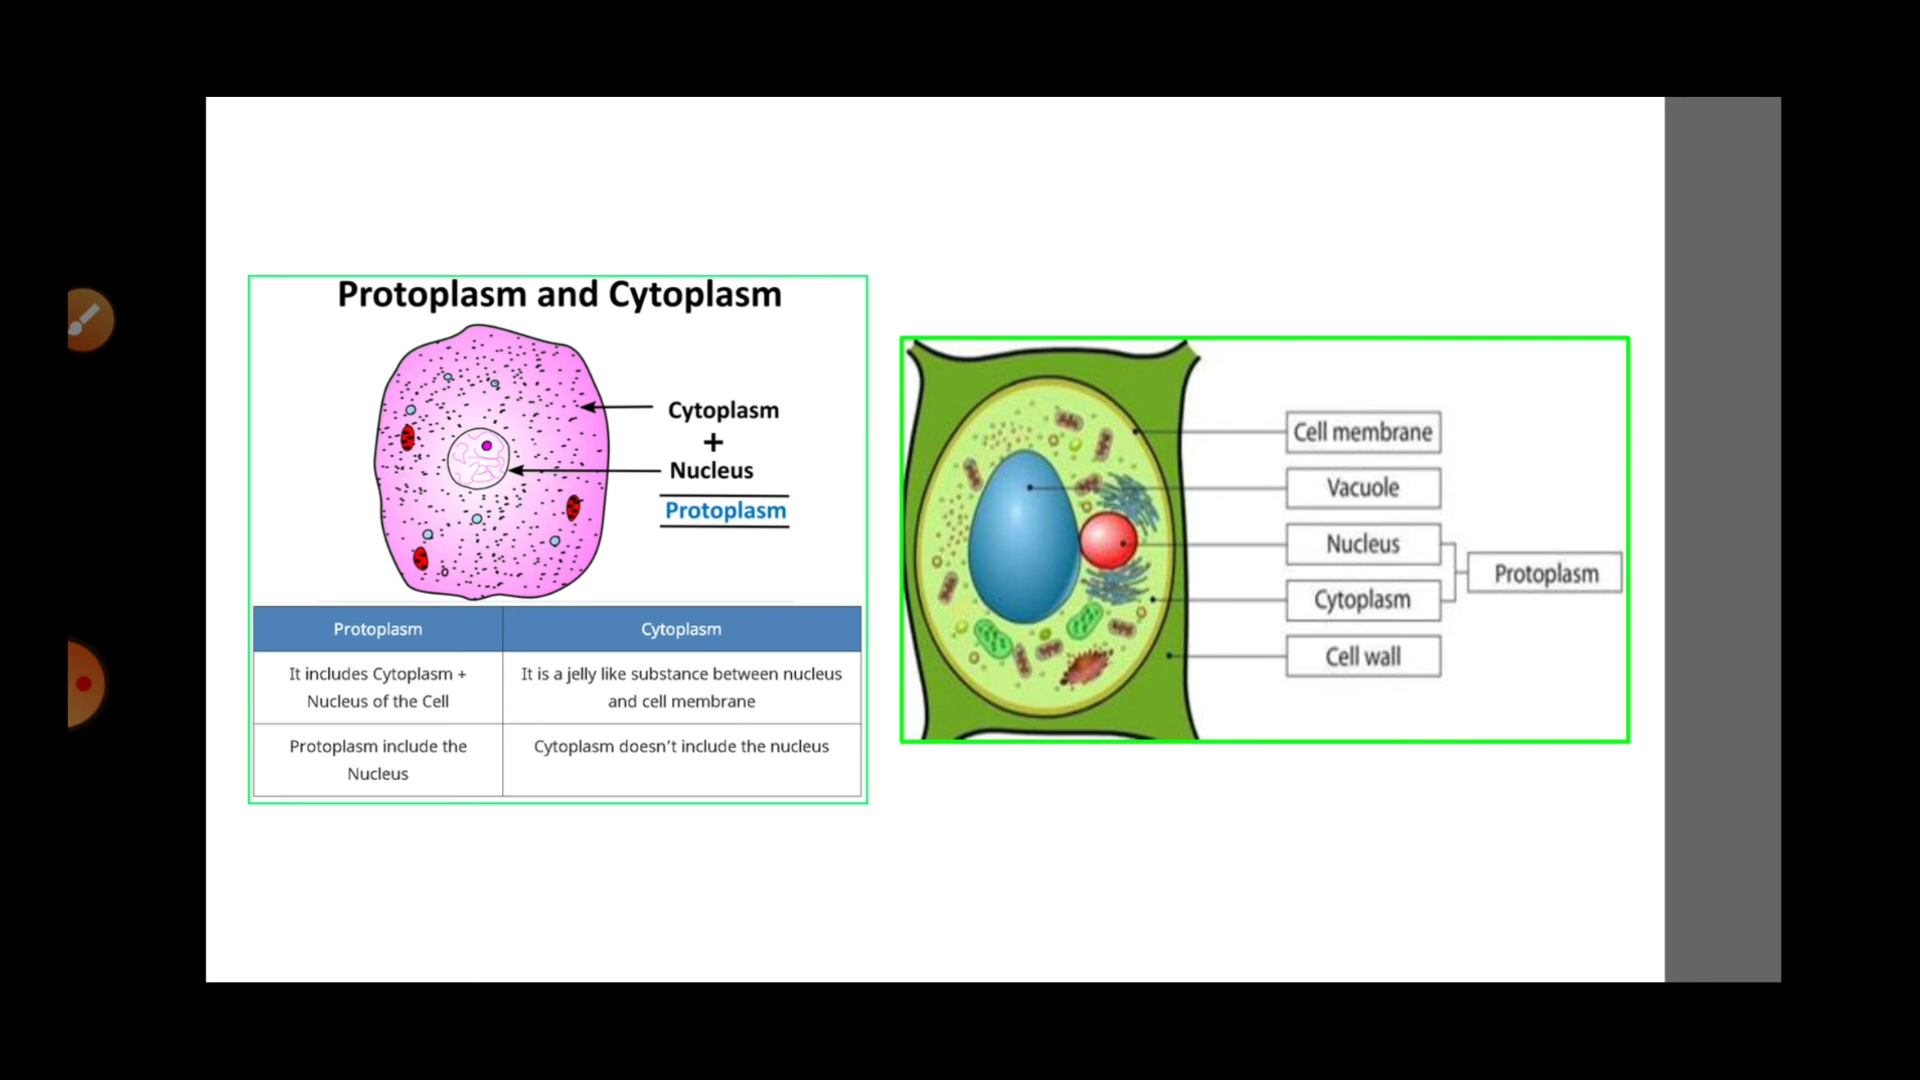 Protoplasm and Cytoplasm
Cytoplasm
+
Nucleus
Protoplasm
Protoplasm
Cytoplasm
It includes Cytoplasm +
Nucleus of the Cell
It is a jelly like substance between nucleus
and cell membrane
Protoplasm include the
Nucleus
Cytoplasm doesn’t include the nucleus
Cell membrane
Vacuole
Nucleus
Cytoplasm
Cell wall
Protoplasm